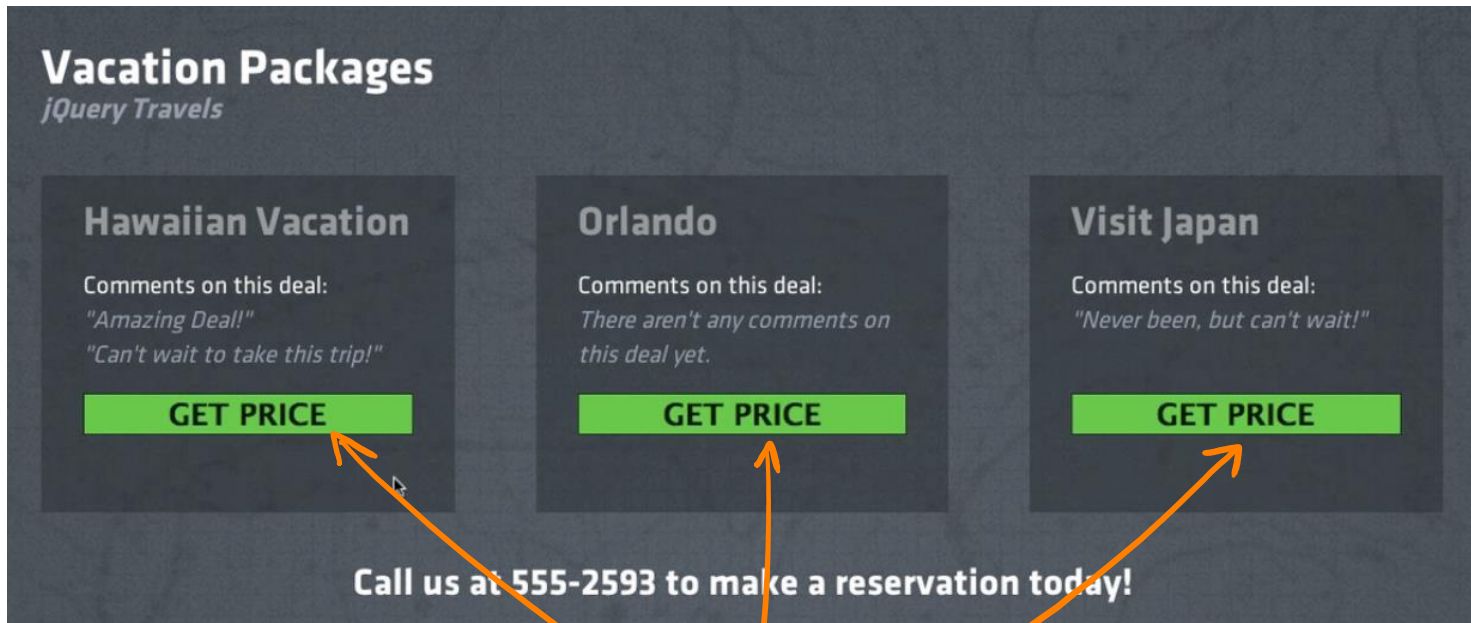 Vacation Packages
jQuery Travels
Hawaiian Vacation
Comments on this deal:
"Amazing Deal!"
"Can't wait to take this trip!"
GET PRICE
Orlando
Comments on this deal:
There aren't any comments on
this deal yet.
GET PRICE
Visit Japan
Comments on this deal:
"Never been, but can't wait!"
GET PRICE
Call us at 555-2593 to make a reservation today!